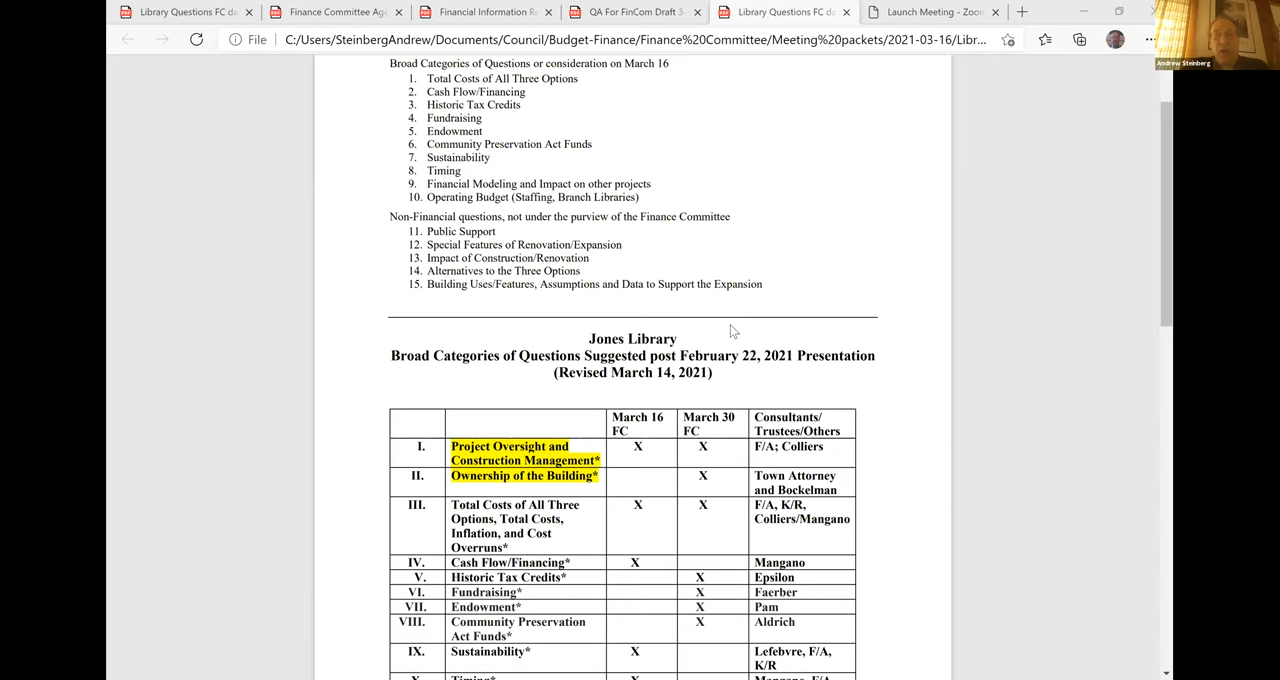 Library Questions FC da
Finance Committee Age
Financial Information R
QA For FinCom Draft 3-
Library Questions FC da
Launch Meeting - Zoom
File
C:/Users/SteinbergAndrew/Documents/Council/Budget-Finance/Finance%20Committee/Meeting%20packets/2021-03-16/Libr...
Andrew Steinberg
Broad Categories of Questions or consideration on March 16
1. Total Costs of All Three Options
2. Cash Flow/Financing
3. Historic Tax Credits
4. Fundraising
5. Endowment
6. Community Preservation Act Funds
7. Sustainability
8. Timing
9. Financial Modeling and Impact on other projects
10. Operating Budget (Staffing, Branch Libraries)
Non-Financial questions, not under the purview of the Finance Committee
11. Public Support
12. Special Features of Renovation/Expansion
13. Impact of Construction/Renovation
14. Alternatives to the Three Options
15. Building Uses/Features, Assumptions and Data to Support the Expansion
Jones Library
Broad Categories of Questions Suggested post February 22, 2021 Presentation
(Revised March 14, 2021)
March 16 FC March 30 FC Consultants/ Trustees/Others
I. Project Oversight and Construction Management* X X F/A; Colliers
II. Ownership of the Building* X Town Attorney and Bockelman
III. Total Costs of All Three Options, Total Costs, Inflation, and Cost Overruns* X X F/A, K/R, Colliers/Mangano
IV. Cash Flow/Financing* X Mangano
V. Historic Tax Credits* X Epsilon
VI. Fundraising* X Faerber
VII. Endowment* X Pam
VIII. Community Preservation Act Funds* X Aldrich
IX. Sustainability* X Lefebvre, F/A, K/R
X. Timing* X Mangano, F/A